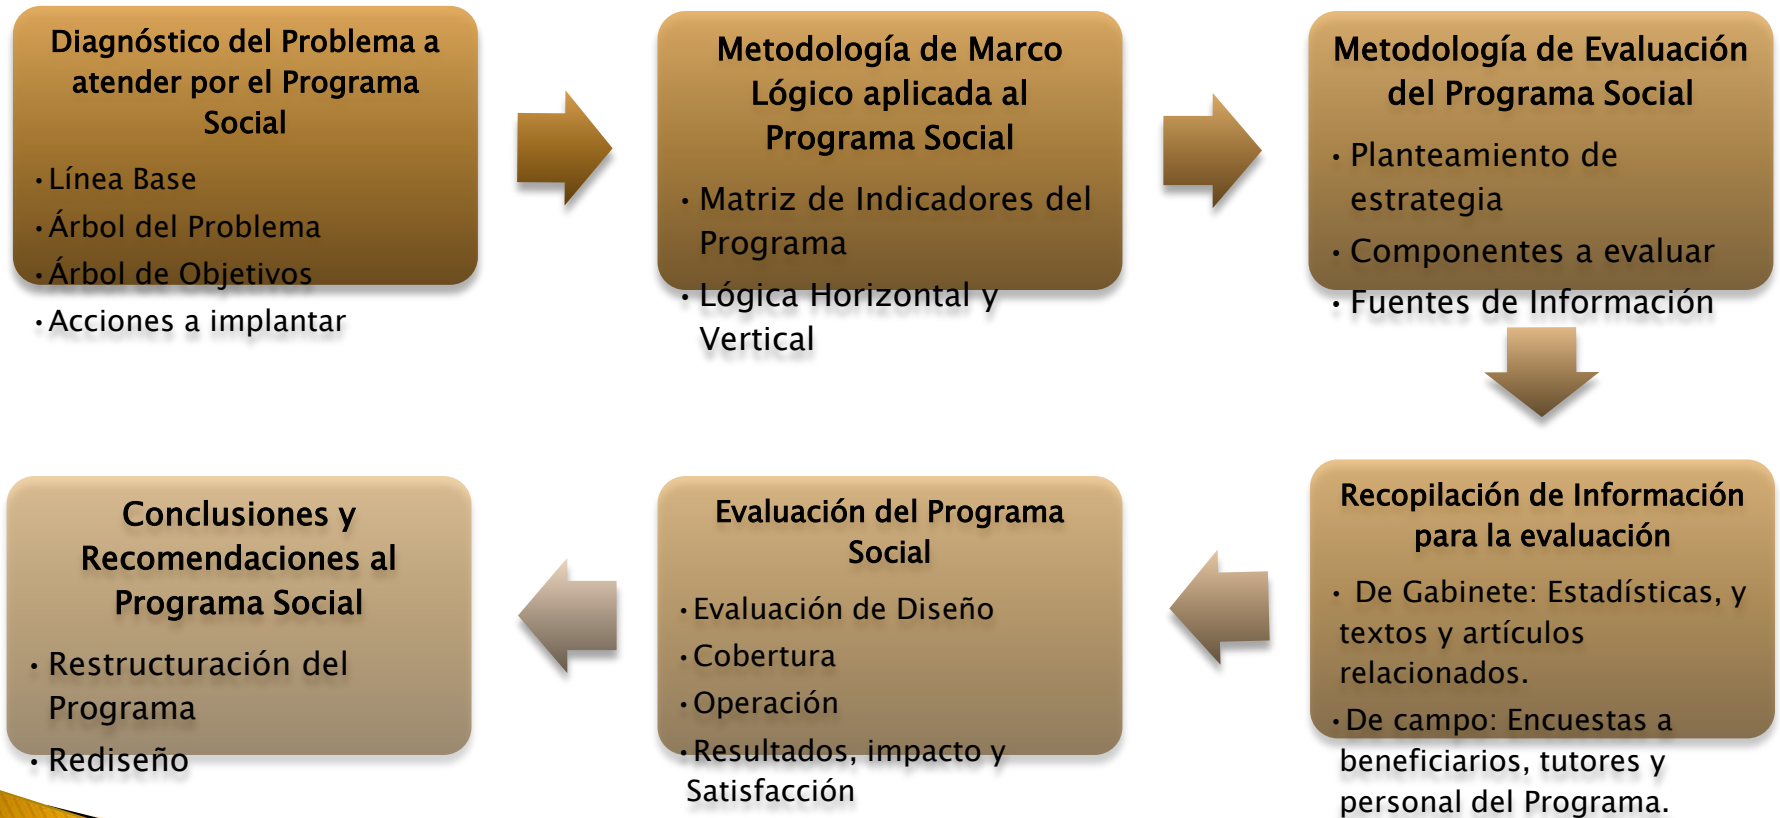 Diagnóstico del Problema a
atender por el Programa
Social
· Línea Base
· Árbol del Problema
· Árbol de Objetivos
· Acciones a implantar
Metodología de Marco
Lógico aplicada al
Programa Social
· Matriz de Indicadores del
Programa
· Lógica Horizontal y
Vertical
Metodología de Evaluación
del Programa Social
· Planteamiento de
estrategia
· Componentes a evaluar
· Fuentes de Información
Recopilación de Información
para la evaluación
· De Gabinete: Estadísticas, y
textos y artículos
relacionados.
· De campo: Encuestas a
beneficiarios, tutores y
personal del Programa.
Evaluación del Programa
Social
· Evaluación de Diseño
· Cobertura
· Operación
· Resultados, impacto y
Satisfacción
Conclusiones y
Recomendaciones al
Programa Social
· Restructuración del
Programa
· Rediseño